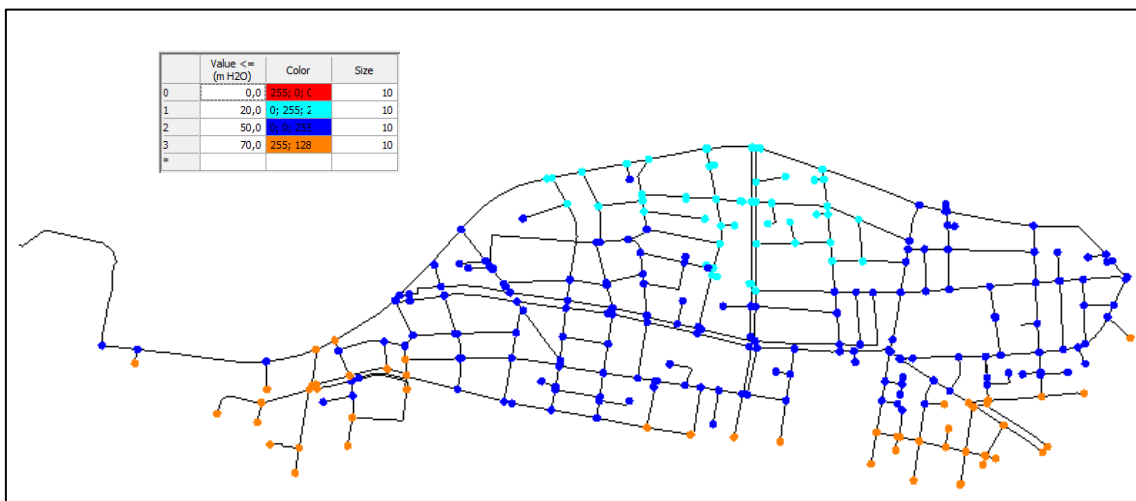 Value <= (m H2O) Color Size
0 0,0 255; 0; 0 10
1 20,0 0; 255; 2 10
2 50,0 0; 0; 255 10
3 70,0 255; 128 10
*